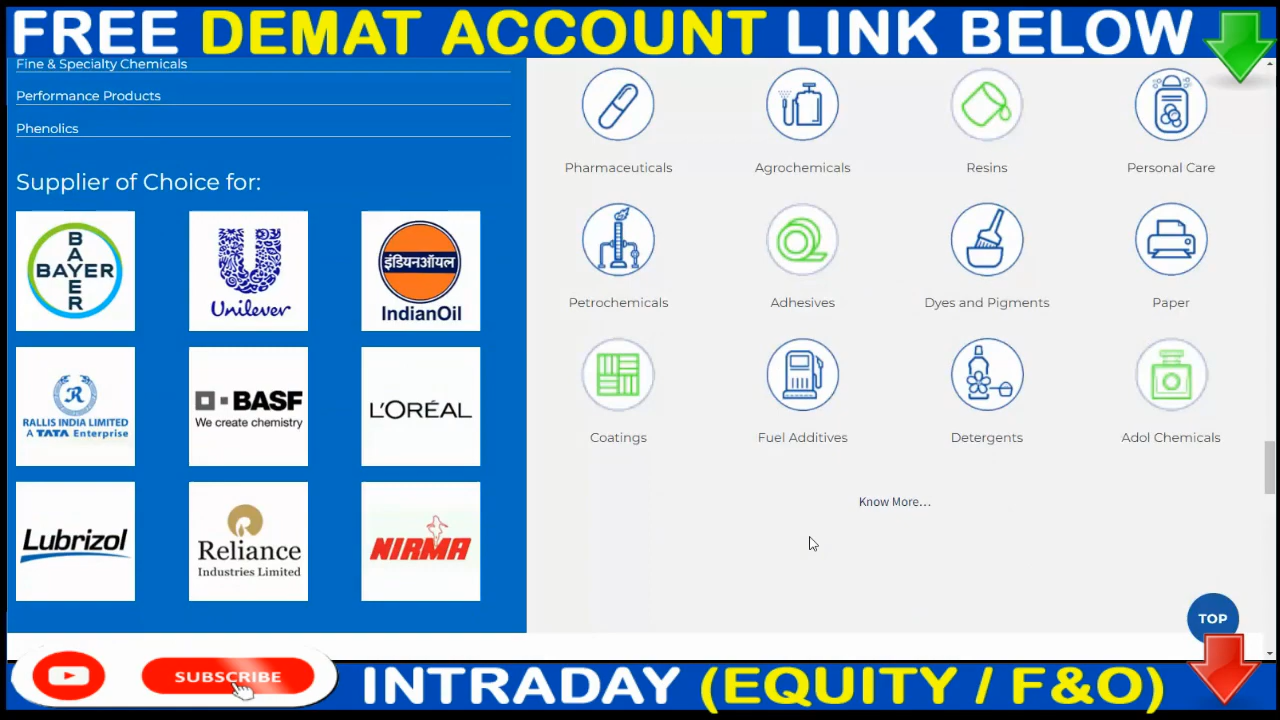 FREE DEMAT ACCOUNT LINK BELOW
Fine & Specialty Chemicals
Performance Products
Phenolics
Supplier of Choice for:
BAYER
BAYER
Unilever
इंडियनऑयल
IndianOil
R
RALLIS INDIA LIMITED
A TATA Enterprise
BASF
We create chemistry
L'ORÉAL
Lubrizol
Reliance
Industries Limited
NIRMA
Pharmaceuticals
Agrochemicals
Resins
Personal Care
Petrochemicals
Adhesives
Dyes and Pigments
Paper
Coatings
Fuel Additives
Detergents
Adol Chemicals
Know More...
TOP
SUBSCRIBE
INTRADAY (EQUITY / F&O)